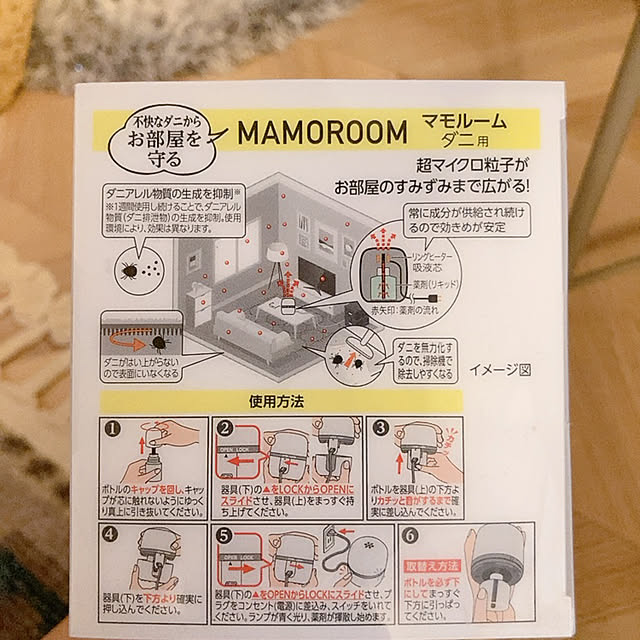 不快なダニから
お部屋を
守る
MAMOROOM
マモルーム
ダニ用
超マイクロ粒子が
お部屋のすみずみまで広がる!
ダニアレル物質の生成を抑制※
※1週間使用し続けることで、ダニアレル
物質(ダニ排泄物)の生成を抑制。使用
環境により、効果は異なります。
常に成分が供給され続け
るので効きめが安定
リングヒーター
吸液芯
薬剤(リキッド)
赤矢印:薬剤の流れ
ダニがはい上がらない
ので表面にいなくなる
ダニを無力化す
るので、掃除機で
除去しやすくなる
イメージ図
使用方法
1
ボトルのキャップを回し、キャッ
プが芯に触れないようにゆっく
り真上に引き抜いてください。
2
OPEN LOCK
器具(下)の▲をLOCKからOPENに
スライドさせ、器具(上)をまっすぐ持
ち上げてください。
3
カチッ
ボトルを器具(上)の下方よ
りカチッと音がするまで確
実に差し込んでください。
4
器具(下)を下方より確実に
押し込んでください。
5
OPEN LOCK
器具(下)の▲をOPENからLOCKにスライドさせ、プ
ラグをコンセント(電源)に差込み、スイッチをいれて
ください。ランプが青く光り、薬剤が揮散し始めます。
6
取替え方法
ボトルを必ず下
にしてまっすぐ
下方に引っぱっ
てください。